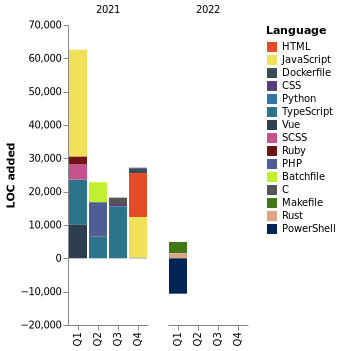 2021 2022
LOC added
70,000
60,000
50,000
40,000
30,000
20,000
10,000
0
−10,000
−20,000
Q1 Q2 Q3 Q4 Q1 Q2 Q3 Q4
Language
HTML
JavaScript
Dockerfile
CSS
Python
TypeScript
Vue
SCSS
Ruby
PHP
Batchfile
C
Makefile
Rust
PowerShell